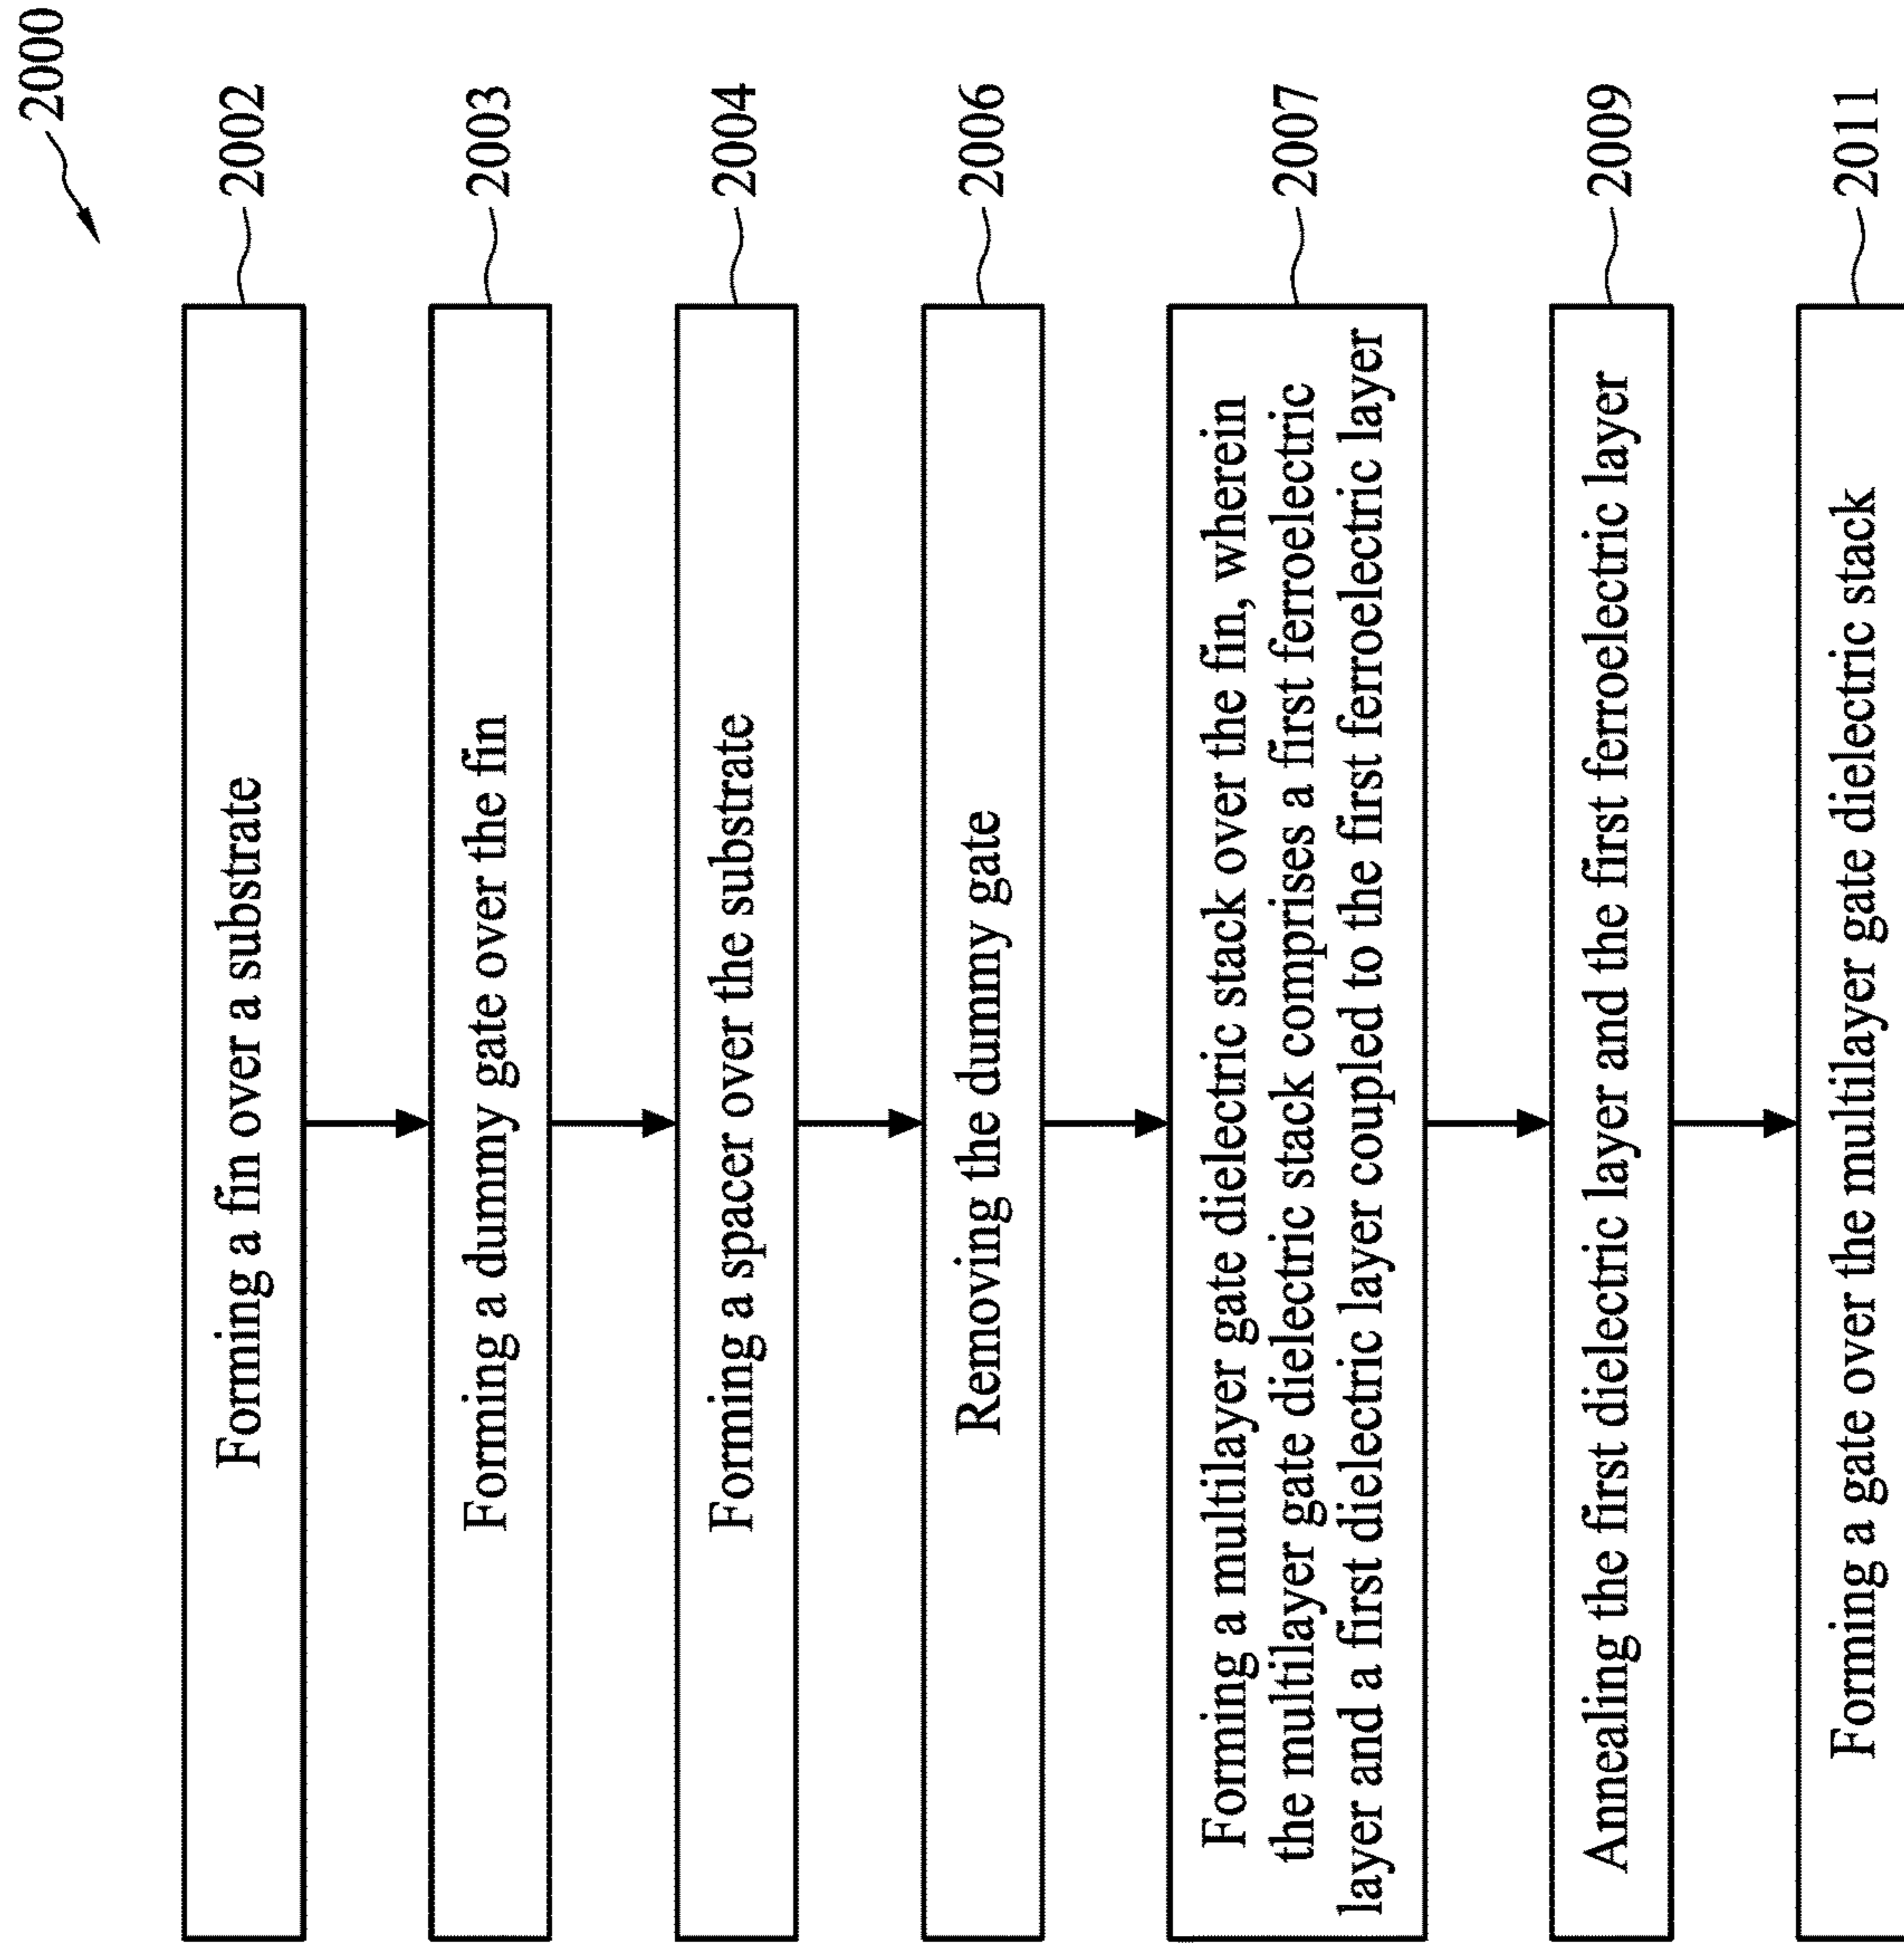 2000
Forming a fin over a substrate
2002
Forming a dummy gate over the fin
2003
Forming a spacer over the substrate
2004
Removing the dummy gate
2006
Forming a multilayer gate dielectric stack over the fin, wherein
the multilayer gate dielectric stack comprises a first ferroelectric
layer and a first dielectric layer coupled to the first ferroelectric layer
2007
Annealing the first dielectric layer and the first ferroelectric layer
2009
Forming a gate over the multilayer gate dielectric stack
2011